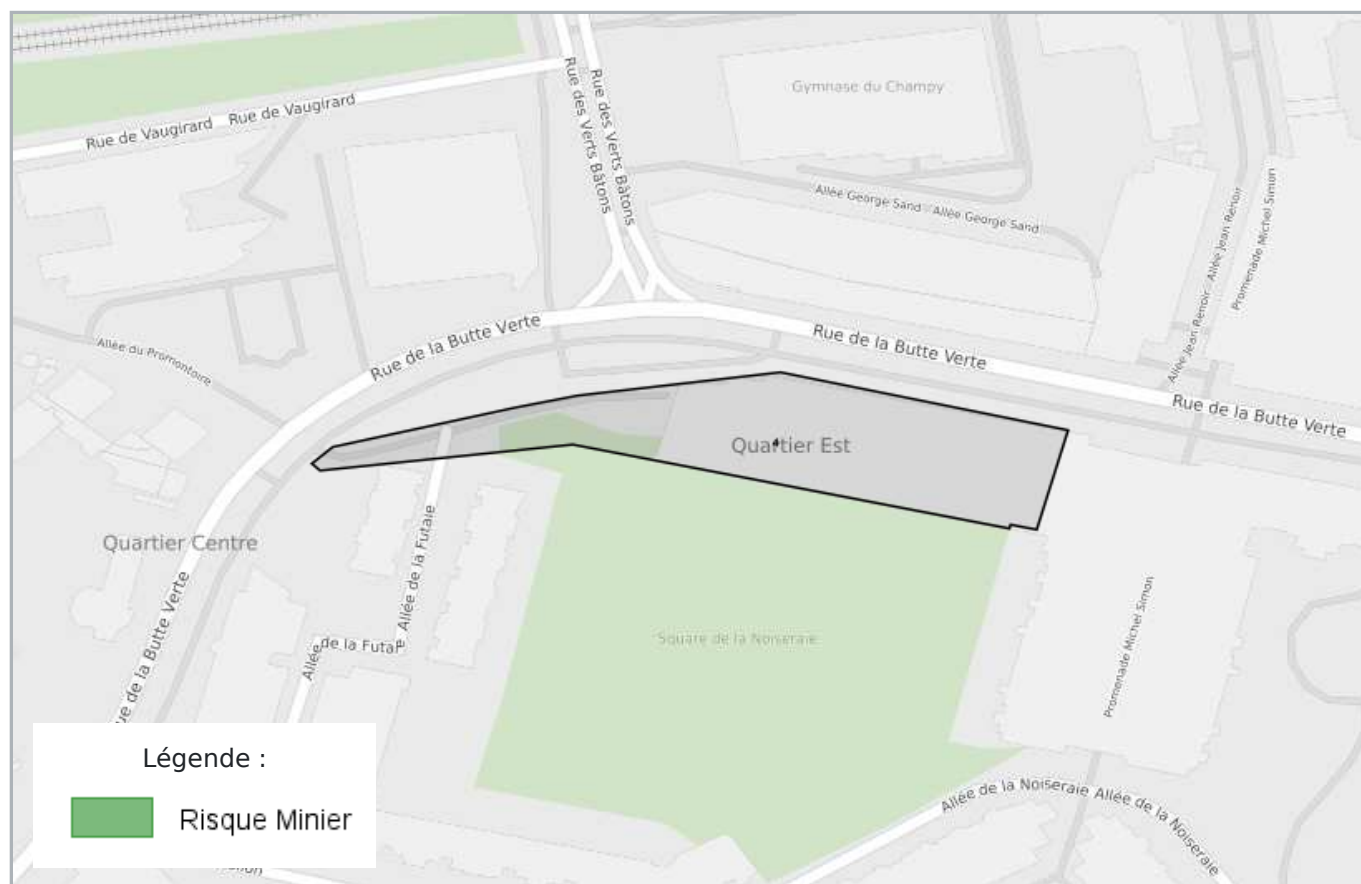 Rue de Vaugirard Rue de Vaugirard
Rue des Verts Bâtons
Rue des Verts Bâtons
Gymnase du Champy
Allée George Sand - Allée George Sand
Allée Jean Renoir - Allée Jean Renoir
Promenade Michel Simon
Rue de la Butte Verte
Rue de la Butte Verte
Rue de la Butte Verte
Allée du Promontoire
Quartier Est
Quartier Centre
Allée de la Futaie
Allée de la Futaie
ue de la Butte Verte
Square de la Noiseraie
Promenade Michel Simon
Allée de la Noiseraie Allée de la Noiseraie
Légende :
Risque Minier